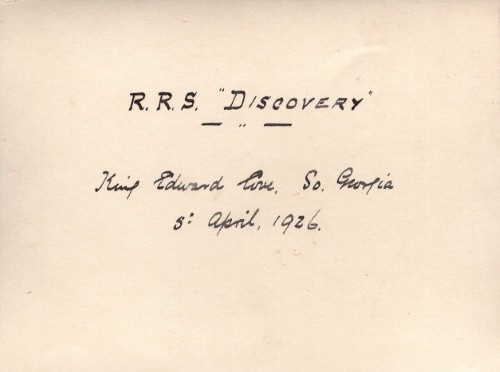 R.R.S. "DISCOVERY"
— " —
King Edward Cove, So. Georgia
5: April, 1926.